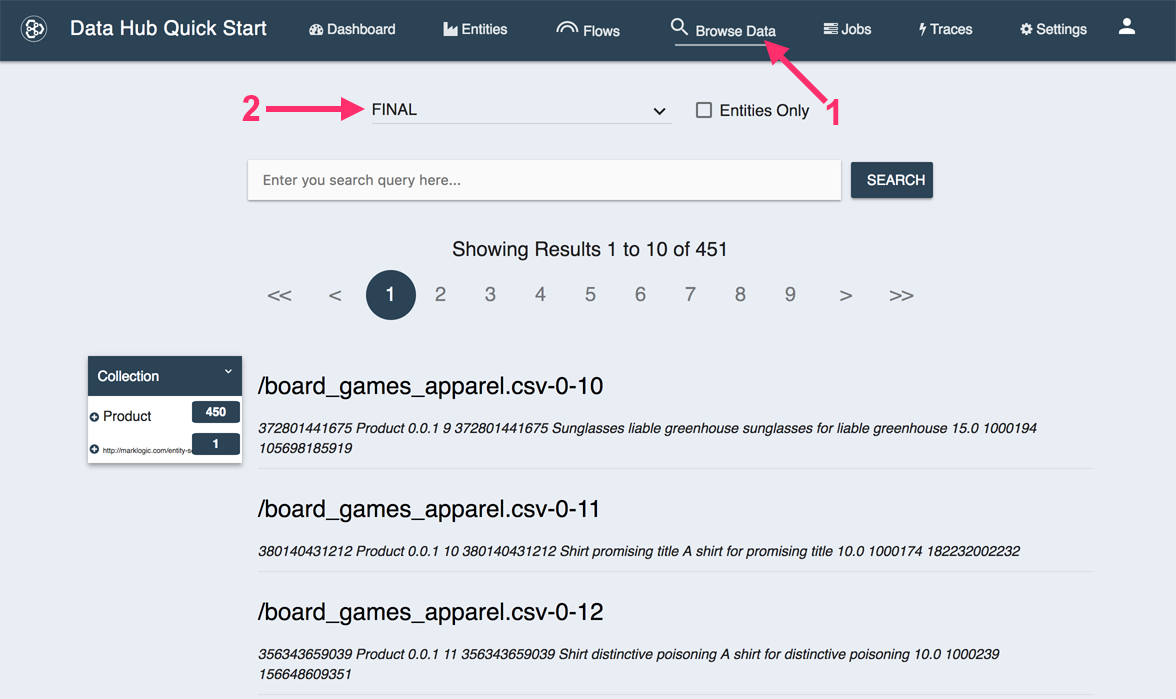 Data Hub Quick Start Dashboard Entities Flows Browse Data Jobs Traces Settings
2 FINAL Entities Only 1
Enter you search query here... SEARCH
Showing Results 1 to 10 of 451
<< < 1 2 3 4 5 6 7 8 9 > >>
Collection
Product 450
http://marklogic.com/entity-se 1
/board_games_apparel.csv-0-10
372801441675 Product 0.0.1 9 372801441675 Sunglasses liable greenhouse sunglasses for liable greenhouse 15.0 1000194
105698185919
/board_games_apparel.csv-0-11
380140431212 Product 0.0.1 10 380140431212 Shirt promising title A shirt for promising title 10.0 1000174 182232002232
/board_games_apparel.csv-0-12
356343659039 Product 0.0.1 11 356343659039 Shirt distinctive poisoning A shirt for distinctive poisoning 10.0 1000239
156648609351